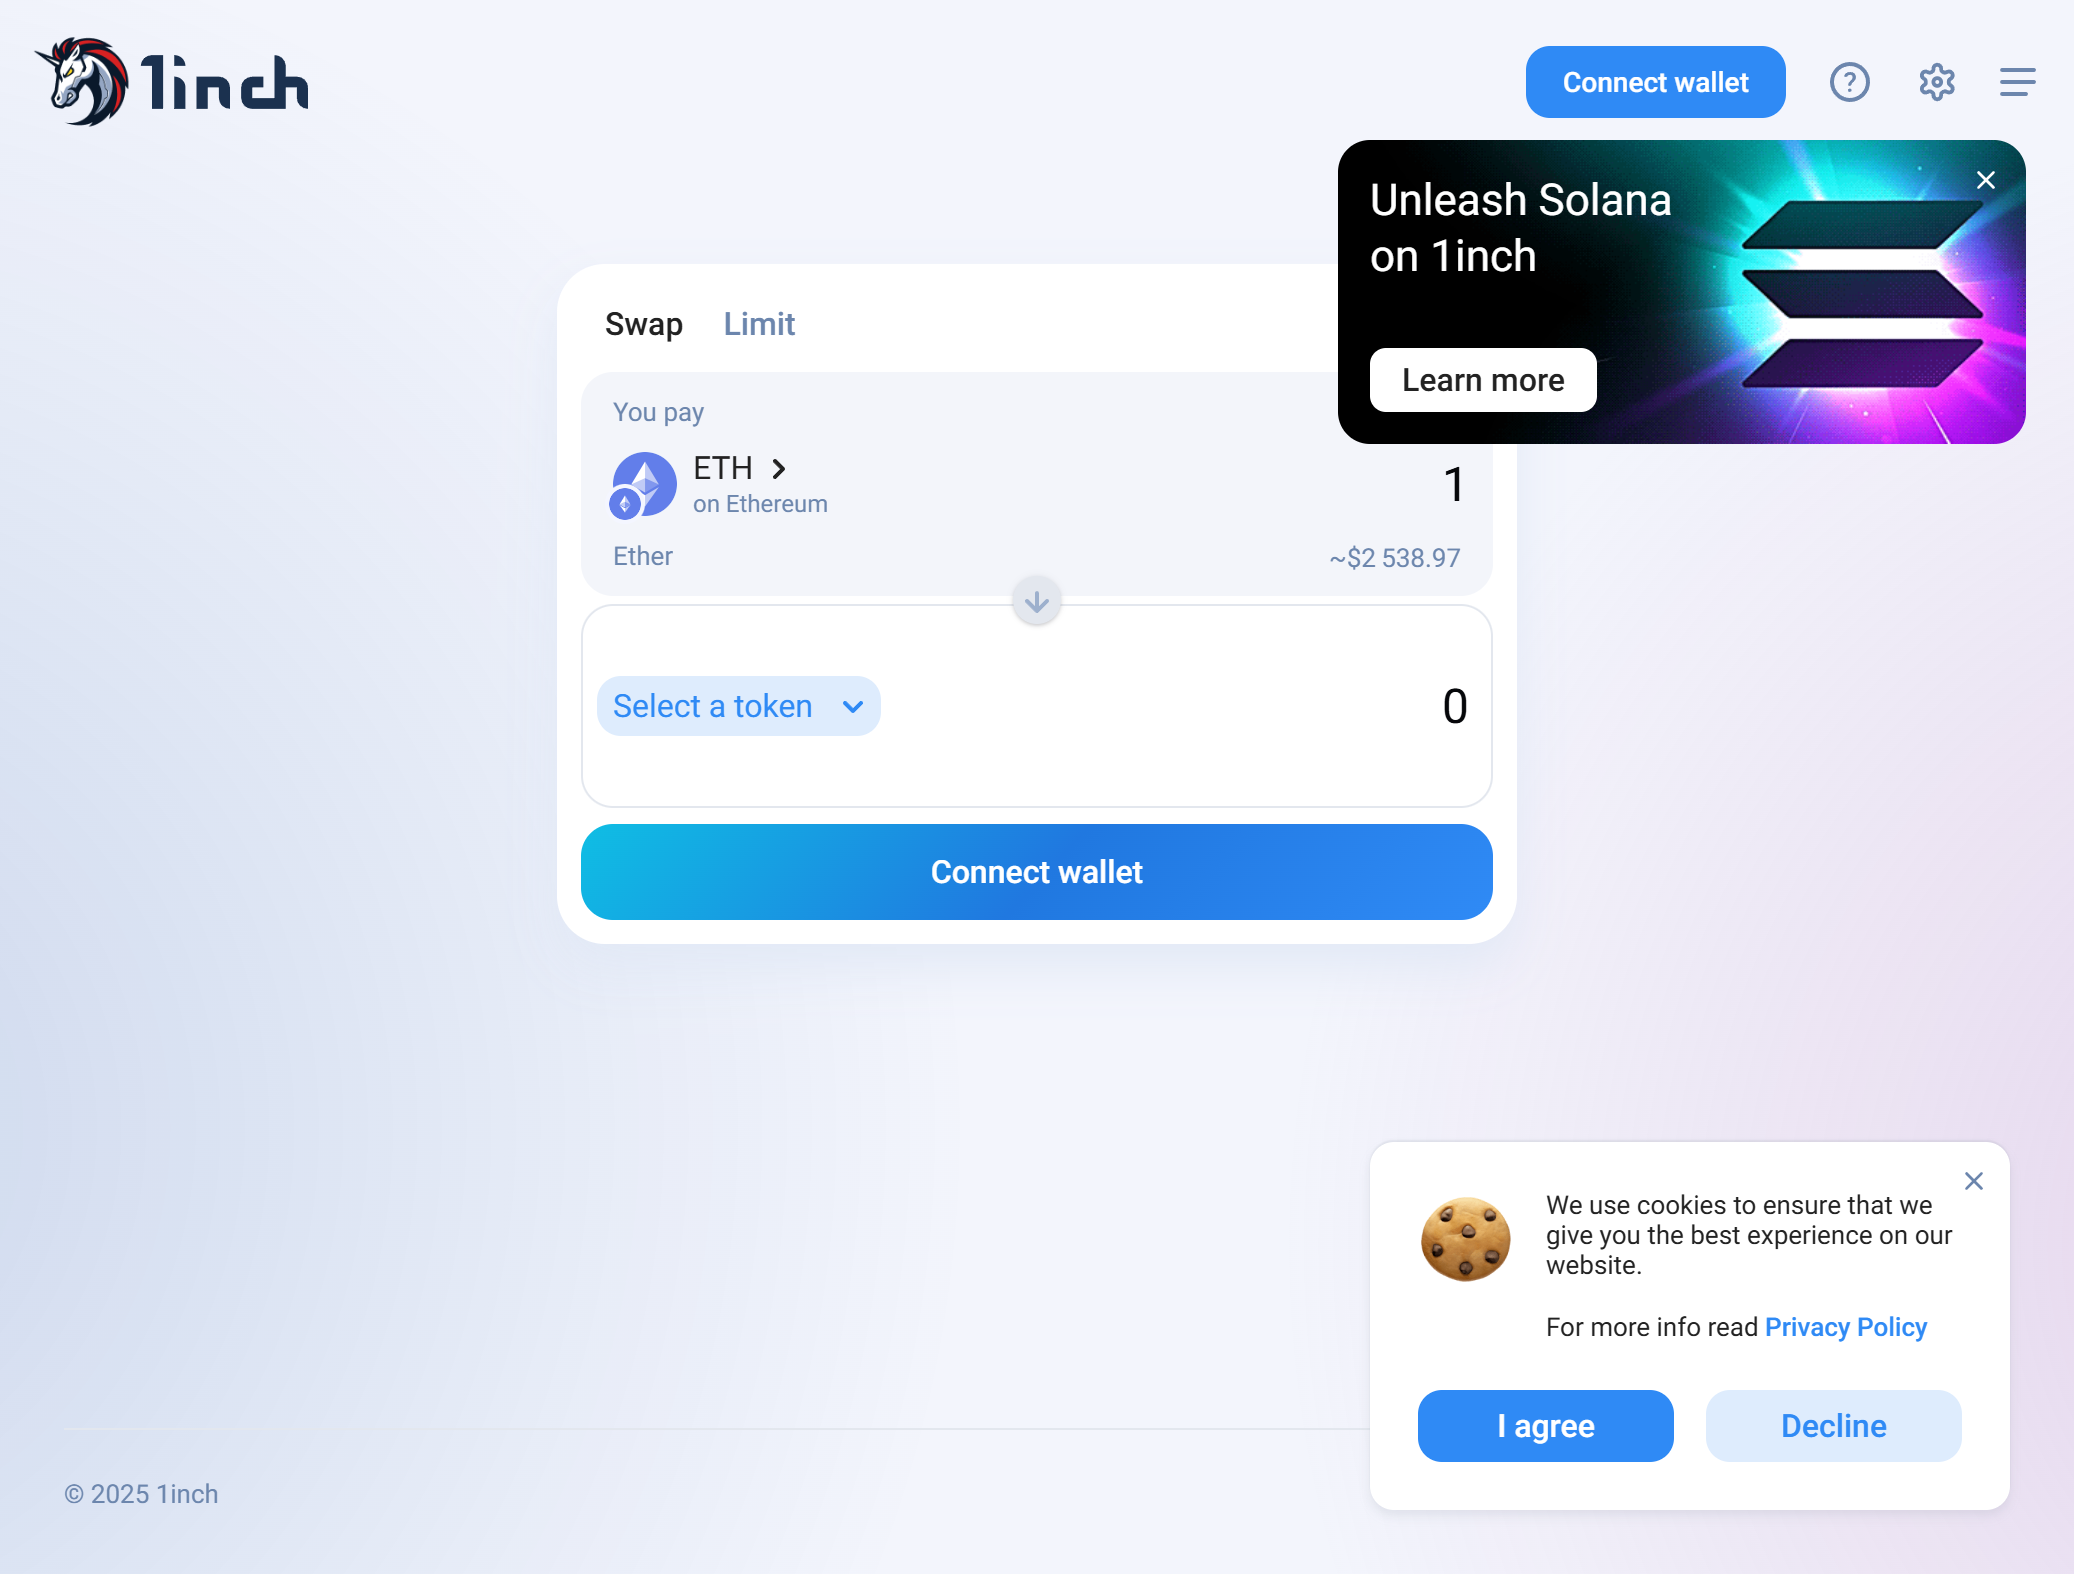 1inch
Connect wallet
?
Unleash Solana
on 1inch
Learn more
Swap
Limit
You pay
ETH
on Ethereum
1
Ether
~$2 538.97
Select a token
0
Connect wallet
We use cookies to ensure that we
give you the best experience on our
website.
For more info read Privacy Policy
I agree
Decline
© 2025 1inch